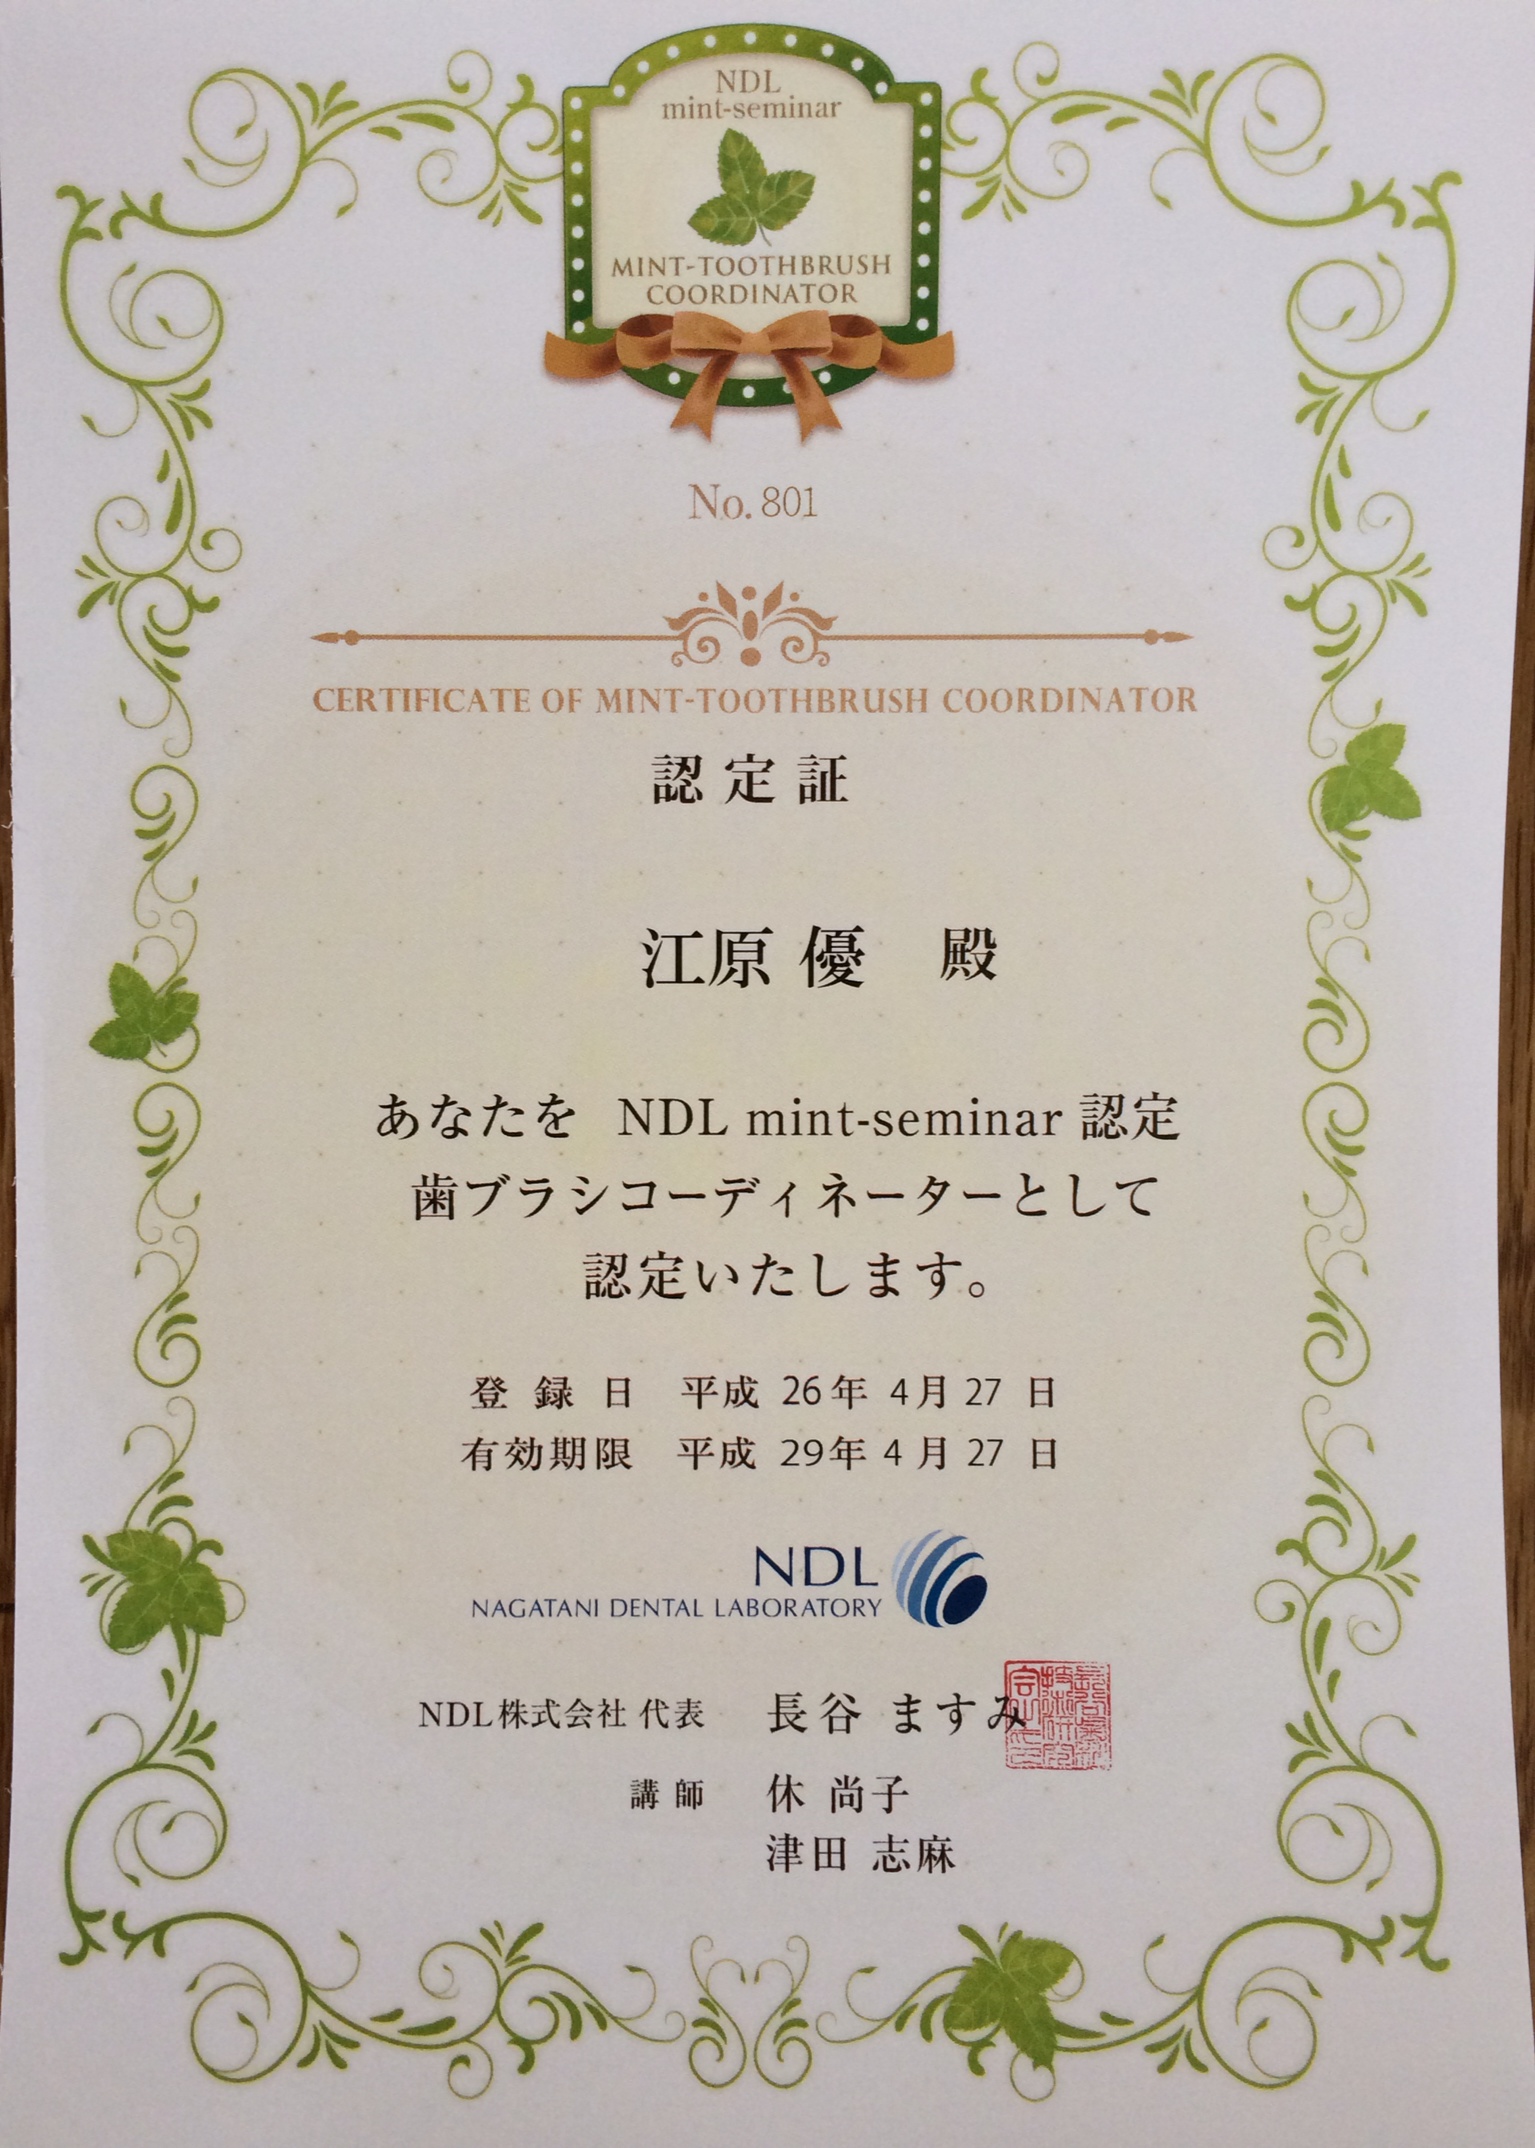 NDL
mint-seminar
MINT-TOOTHBRUSH
COORDINATOR
No. 801
CERTIFICATE OF MINT-TOOTHBRUSH COORDINATOR
認定証
江原 優 殿
あなたを NDL mint-seminar 認定
歯ブラシコーディネーターとして
認定いたします。
登録日 平成 26年 4月 27 日
有効期限 平成 29年 4月 27 日
NDL
NAGATANI DENTAL LABORATORY
NDL株式会社 代表 長谷 ますみ
講師 休 尚子
津田 志麻